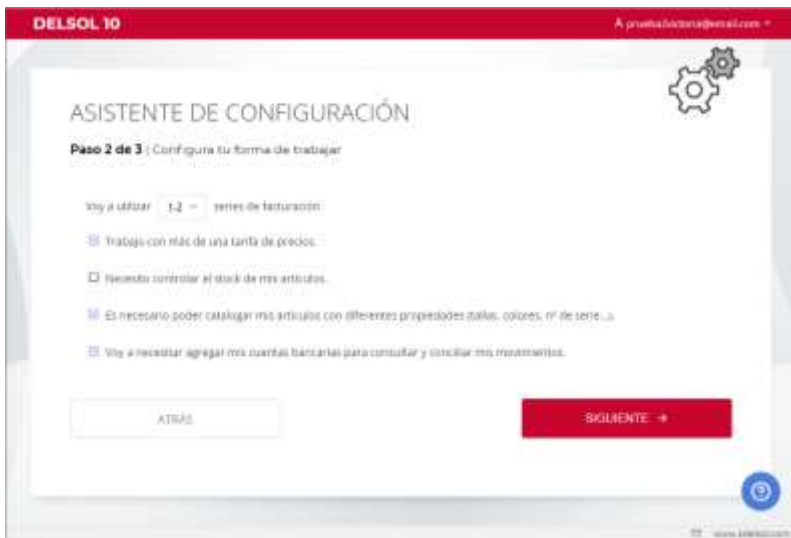 DELSOL 10
ASISTENTE DE CONFIGURACIÓN
Paso 2 de 3 | Configura tu forma de trabajar
Voy a utilizar 1-2 series de facturación
Trabajo con más de una tarifa de precios.
Necesito controlar el stock de mis artículos.
Es necesario poder catalogar mis artículos con diferentes propiedades (tallas, colores, nº de serie...).
Voy a necesitar agregar mis cuentas bancarias para consultar y conciliar mis movimientos.
ATRÁS
SIGUIENTE →